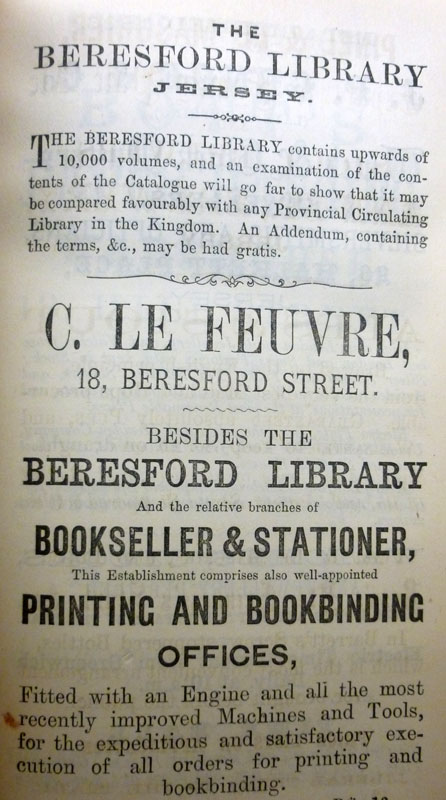 THE
BERESFORD LIBRARY
JERSEY.
THE BERESFORD LIBRARY contains upwards of
10,000 volumes, and an examination of the con-
tents of the Catalogue will go far to show that it may
be compared favourably with any Provincial Circulating
Library in the Kingdom. An Addendum, containing
the terms, &c., may be had gratis.
C. LE FEUVRE,
18, BERESFORD STREET.
BESIDES THE
BERESFORD LIBRARY
And the relative branches of
BOOKSELLER & STATIONER,
This Establishment comprises also well-appointed
PRINTING AND BOOKBINDING
OFFICES,
Fitted with an Engine and all the most
recently improved Machines and Tools,
for the expeditious and satisfactory exe-
cution of all orders for printing and
bookbinding.